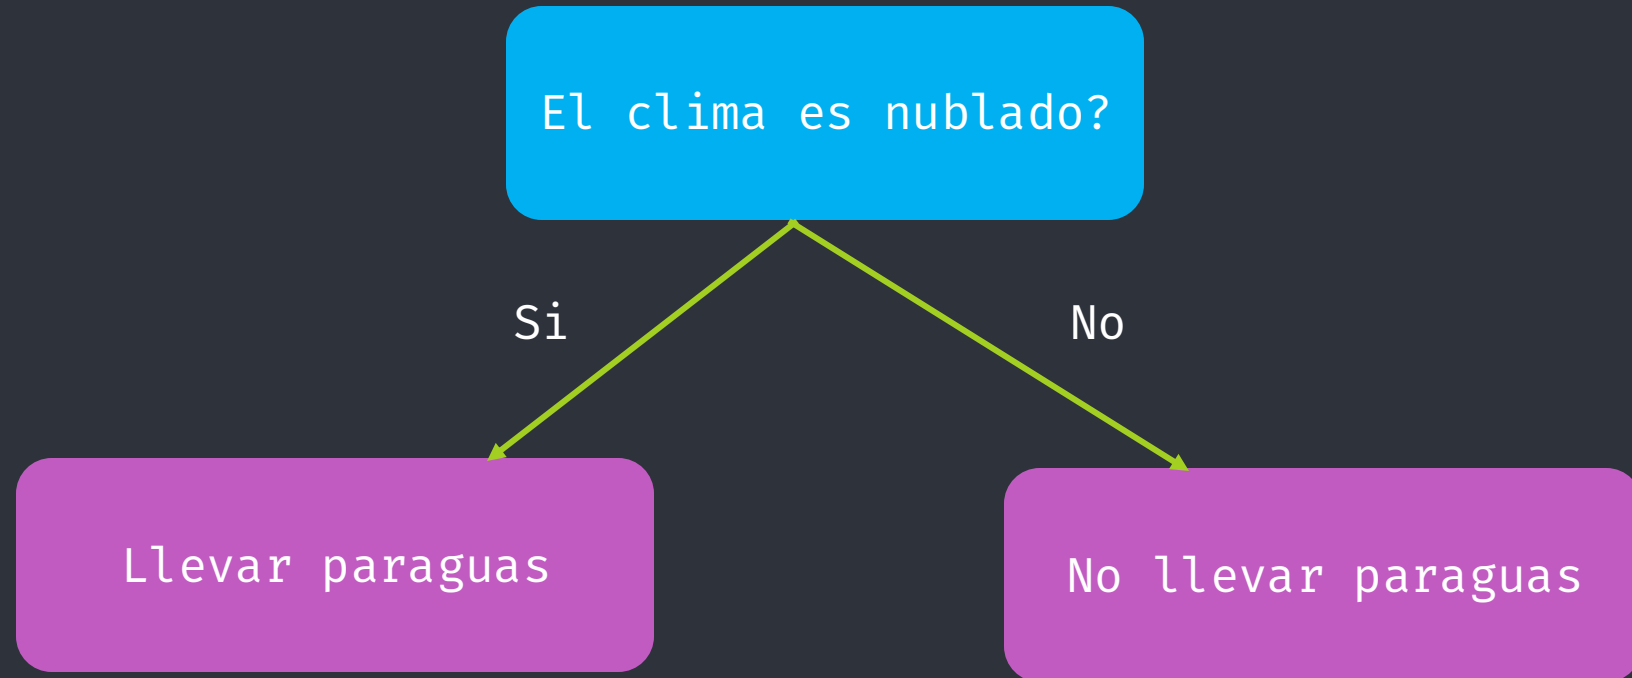 El clima es nublado?
Si
No
Llevar paraguas
No llevar paraguas